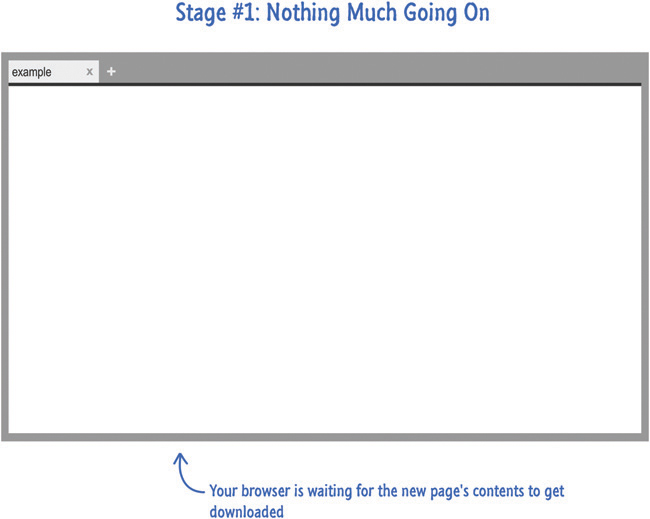 Stage #1: Nothing Much Going On
example x +
Your browser is waiting for the new page's contents to get
downloaded